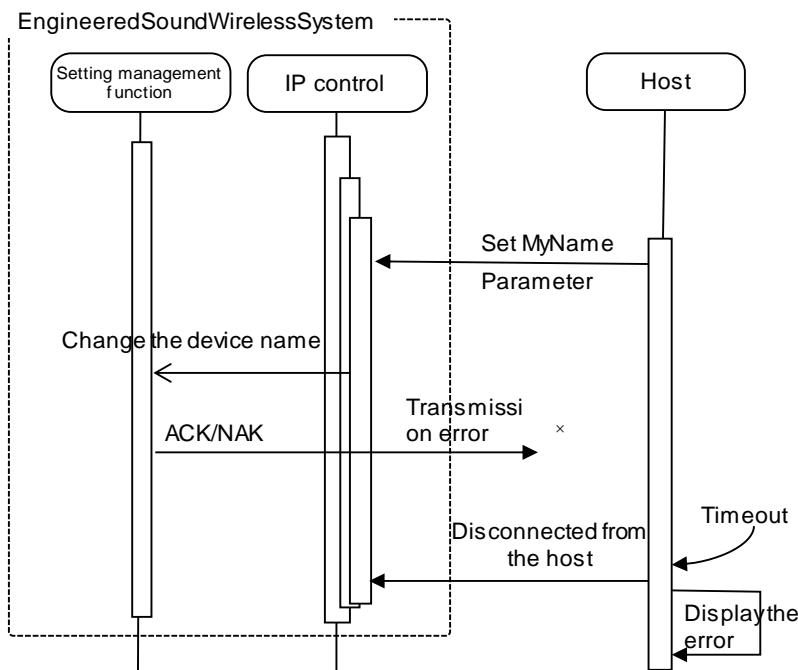 EngineeredSoundWirelessSystem
Setting management
function
IP control
Host
Set MyName
Parameter
Change the device name
Transmissi
on error
×
ACK/NAK
Disconnected from
the host
Timeout
Display the
error